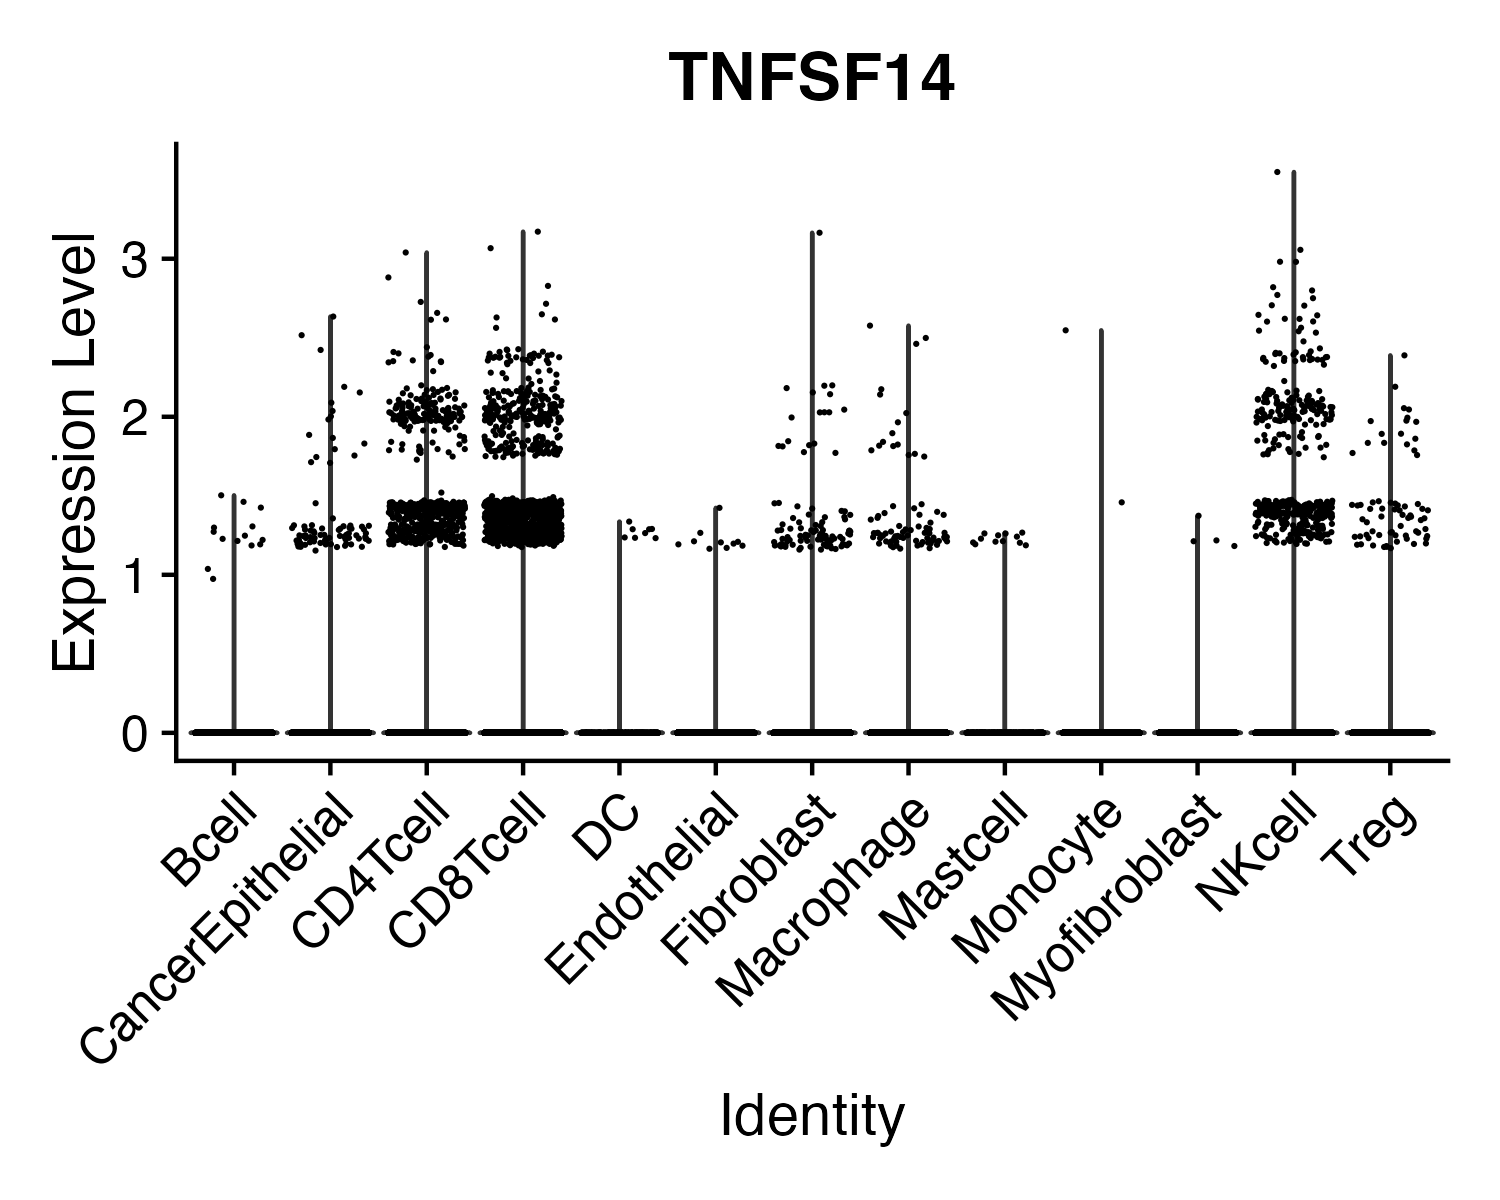 TNFSF14
Expression Level
3
2
1
0
Bcell
CancerEpithelial
CD4Tcell
CD8Tcell
DC
Endothelial
Fibroblast
Macrophage
Mastcell
Monocyte
Myofibroblast
NKcell
Treg
Identity